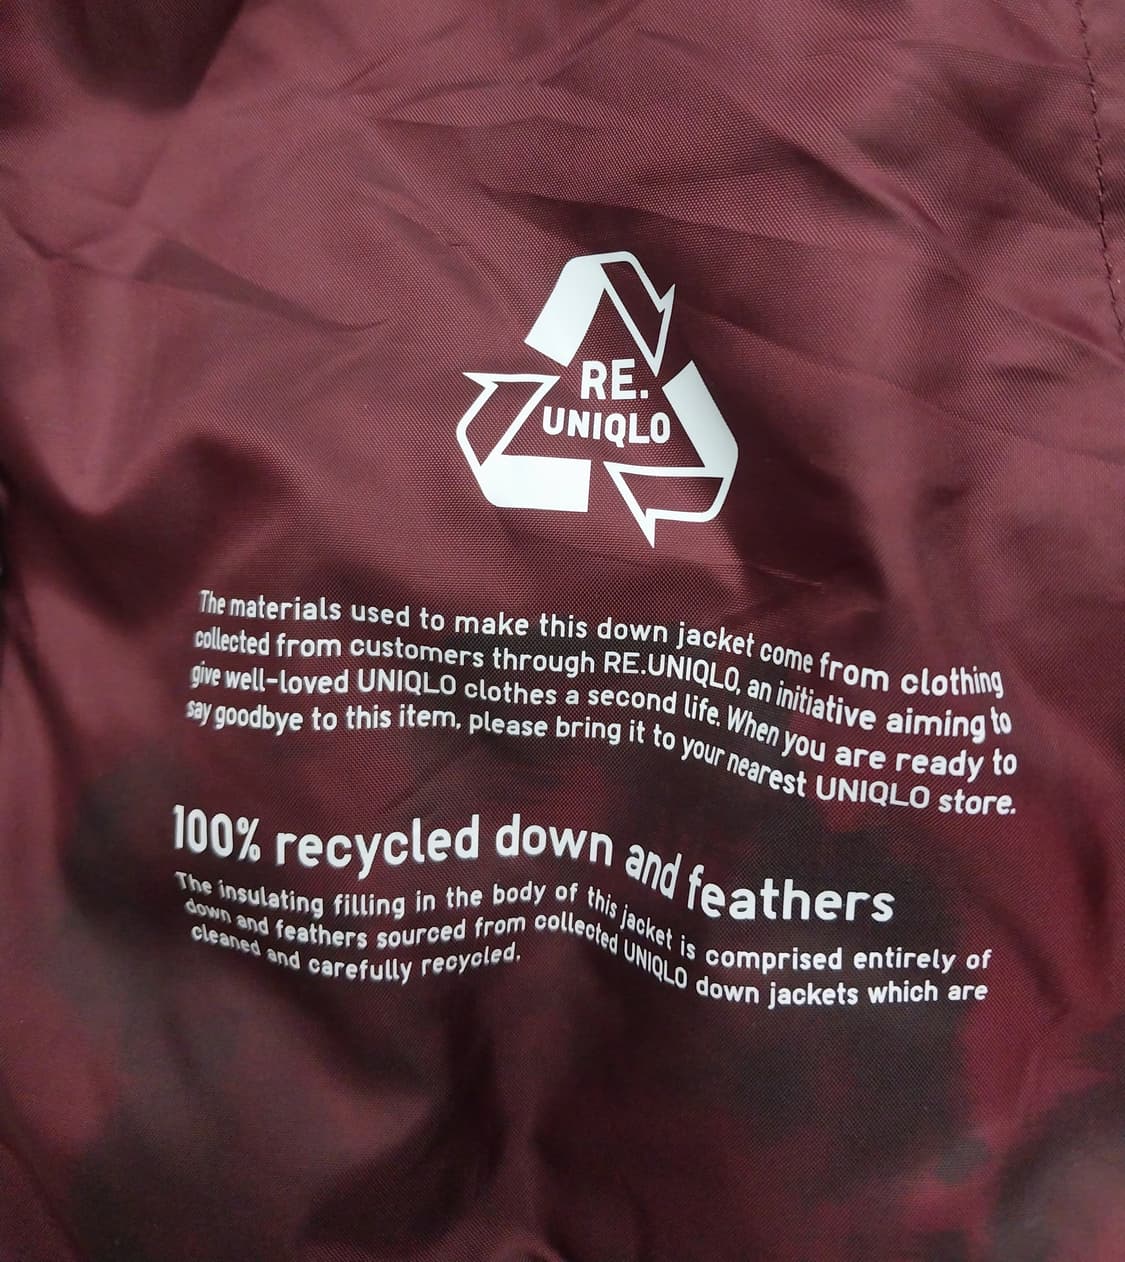 RE.
UNIQLO
The materials used to make this down jacket come from clothing
collected from customers through RE.UNIQLO, an initiative aiming to
give well-loved UNIQLO clothes a second life. When you are ready to
say goodbye to this item, please bring it to your nearest UNIQLO store.
100% recycled down and feathers
The insulating filling in the body of this jacket is comprised entirely of
down and feathers sourced from collected UNIQLO down jackets which are
cleaned and carefully recycled.